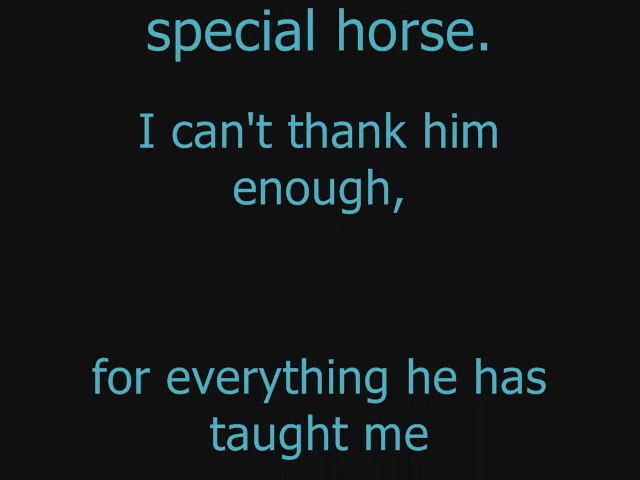 special horse.
I can't thank him
enough,
for everything he has
taught me